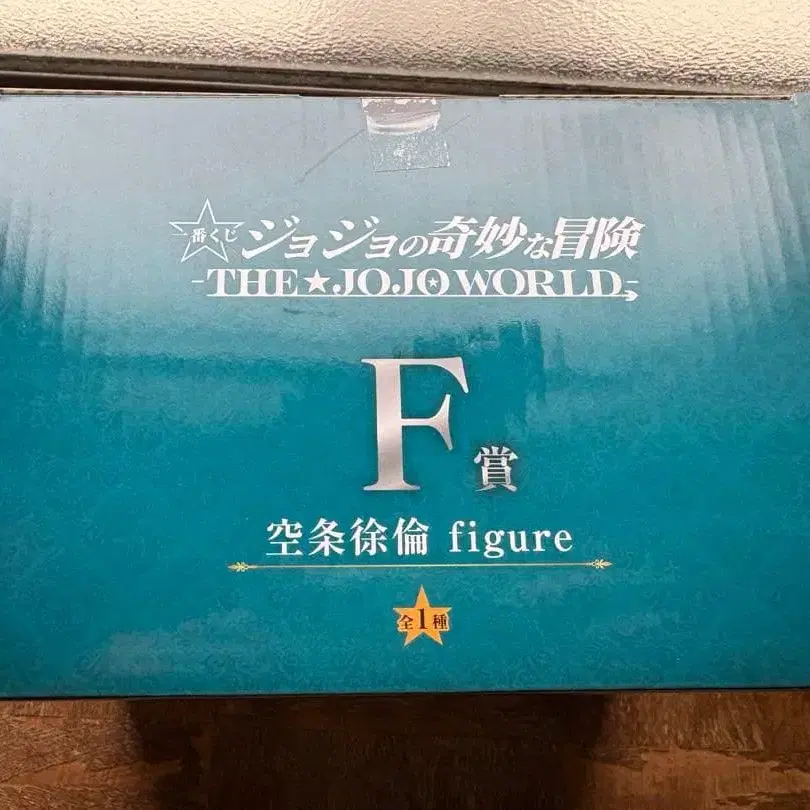 一番くじ ジョジョの奇妙な冒険
-THE★JOJO WORLD-
F賞
空条徐倫 figure
全1種